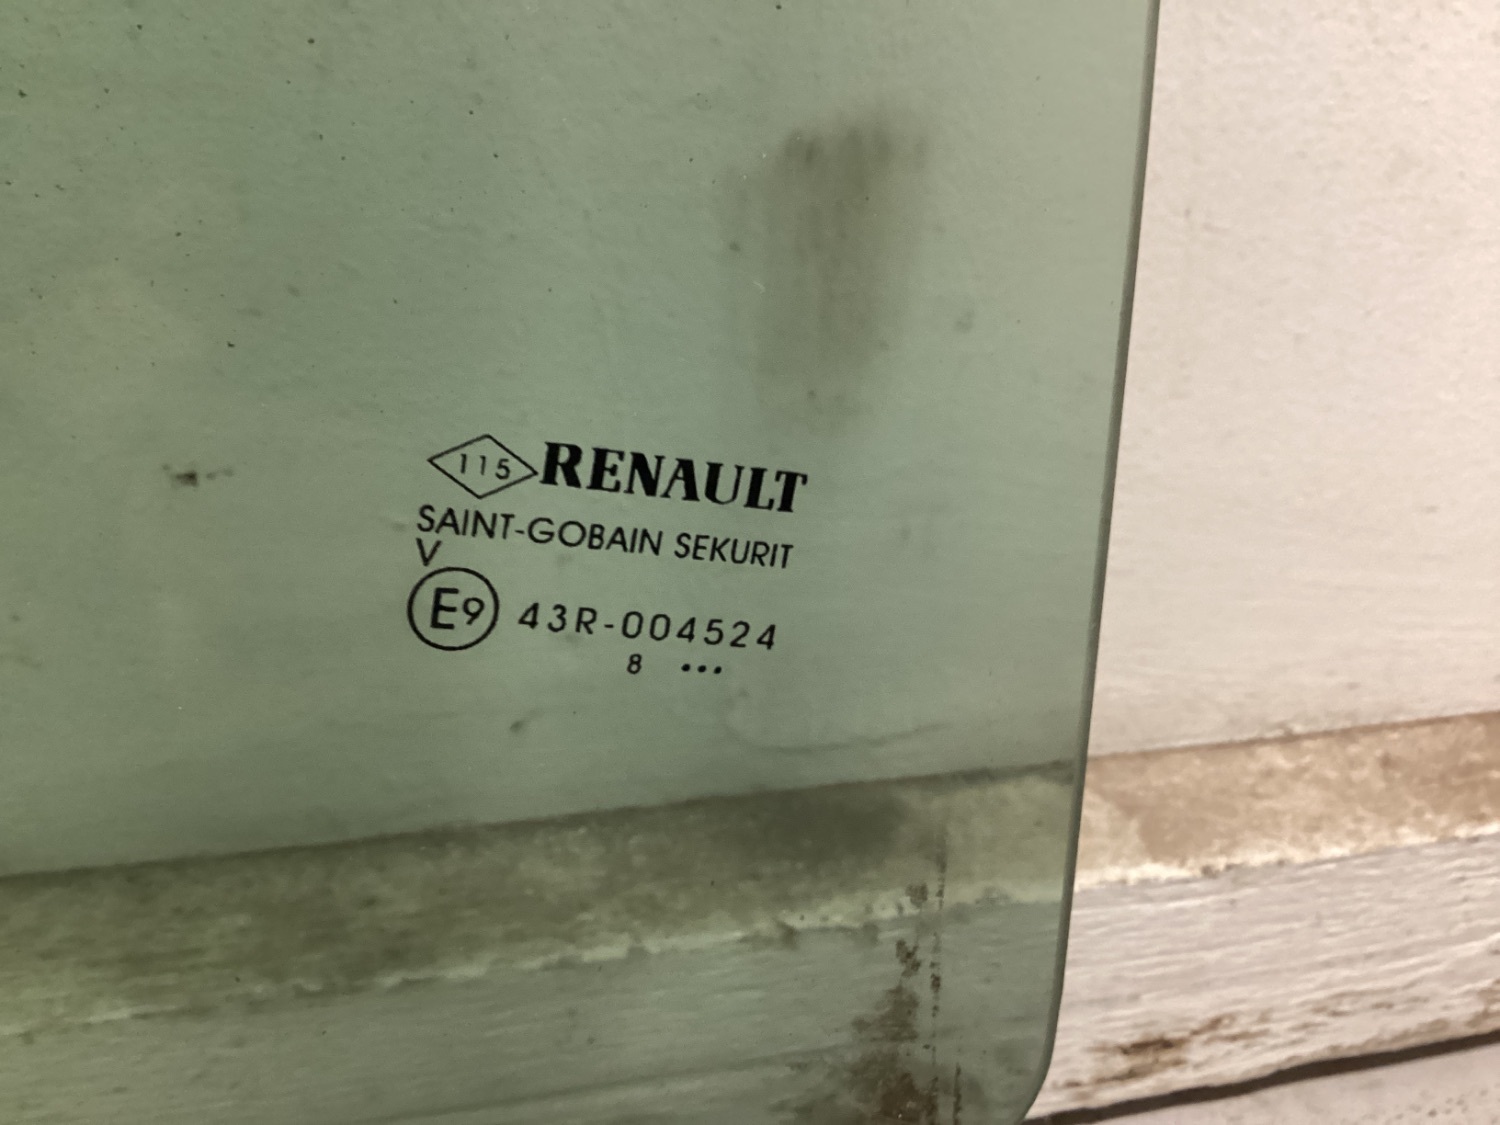 115 RENAULT
SAINT-GOBAIN SEKURIT
V
E9 43R-004524
8 •••